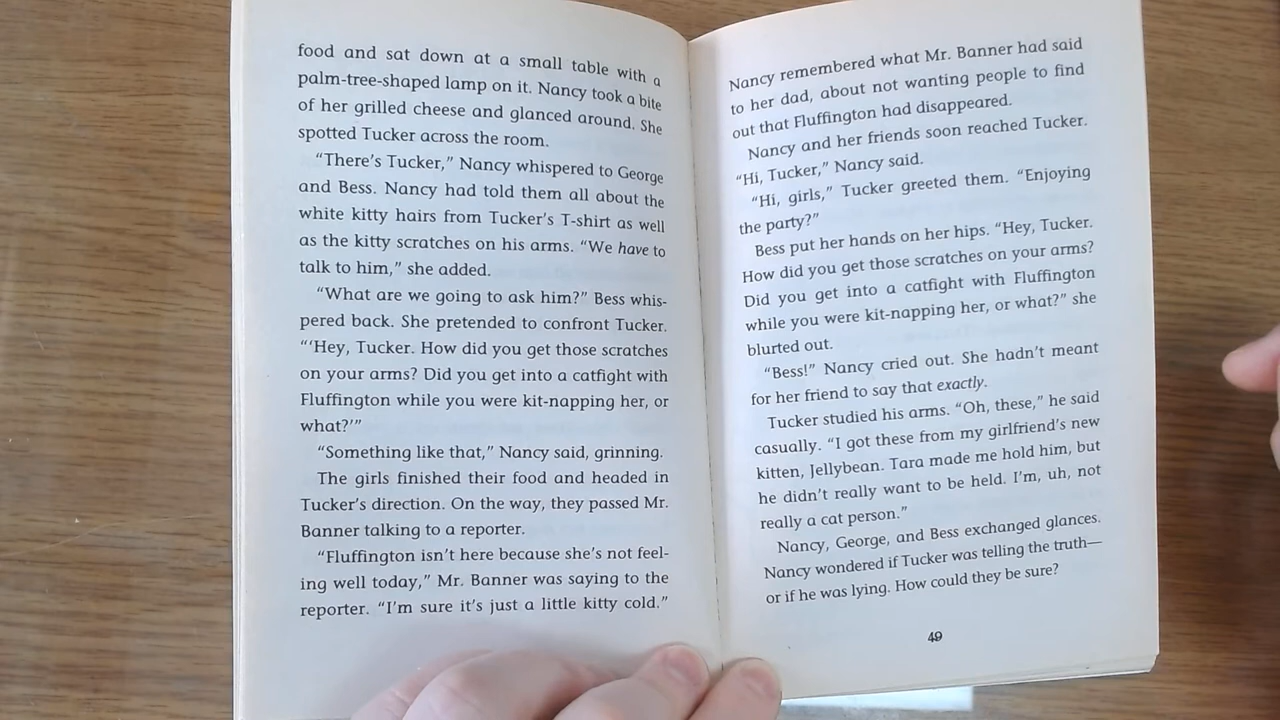 food and sat down at a small table with a
palm-tree-shaped lamp on it. Nancy took a bite
of her grilled cheese and glanced around. She
spotted Tucker across the room.
“There’s Tucker,” Nancy whispered to George
and Bess. Nancy had told them all about the
white kitty hairs from Tucker’s T-shirt as well
as the kitty scratches on his arms. “We have to
talk to him,” she added.
“What are we going to ask him?” Bess whis-
pered back. She pretended to confront Tucker.
“‘Hey, Tucker. How did you get those scratches
on your arms? Did you get into a catfight with
Fluffington while you were kit-napping her, or
what?’”
“Something like that,” Nancy said, grinning.
The girls finished their food and headed in
Tucker’s direction. On the way, they passed Mr.
Banner talking to a reporter.
“Fluffington isn’t here because she’s not feel-
ing well today,” Mr. Banner was saying to the
reporter. “I’m sure it’s just a little kitty cold.”
Nancy remembered what Mr. Banner had said
to her dad, about not wanting people to find
out that Fluffington had disappeared.
Nancy and her friends soon reached Tucker.
“Hi, Tucker,” Nancy said.
“Hi, girls,” Tucker greeted them. “Enjoying
the party?”
Bess put her hands on her hips. “Hey, Tucker.
How did you get those scratches on your arms?
Did you get into a catfight with Fluffington
while you were kit-napping her, or what?” she
blurted out.
“Bess!” Nancy cried out. She hadn’t meant
for her friend to say that exactly.
Tucker studied his arms. “Oh, these,” he said
casually. “I got these from my girlfriend’s new
kitten, Jellybean. Tara made me hold him, but
he didn’t really want to be held. I’m, uh, not
really a cat person.”
Nancy, George, and Bess exchanged glances.
Nancy wondered if Tucker was telling the truth—
or if he was lying. How could they be sure?
49